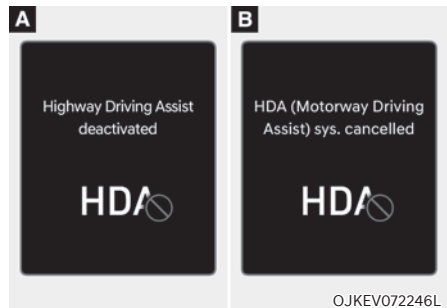 A
Highway Driving Assist
deactivated
HDA
B
HDA (Motorway Driving
Assist) sys. cancelled
HDA
OJKEV072246L